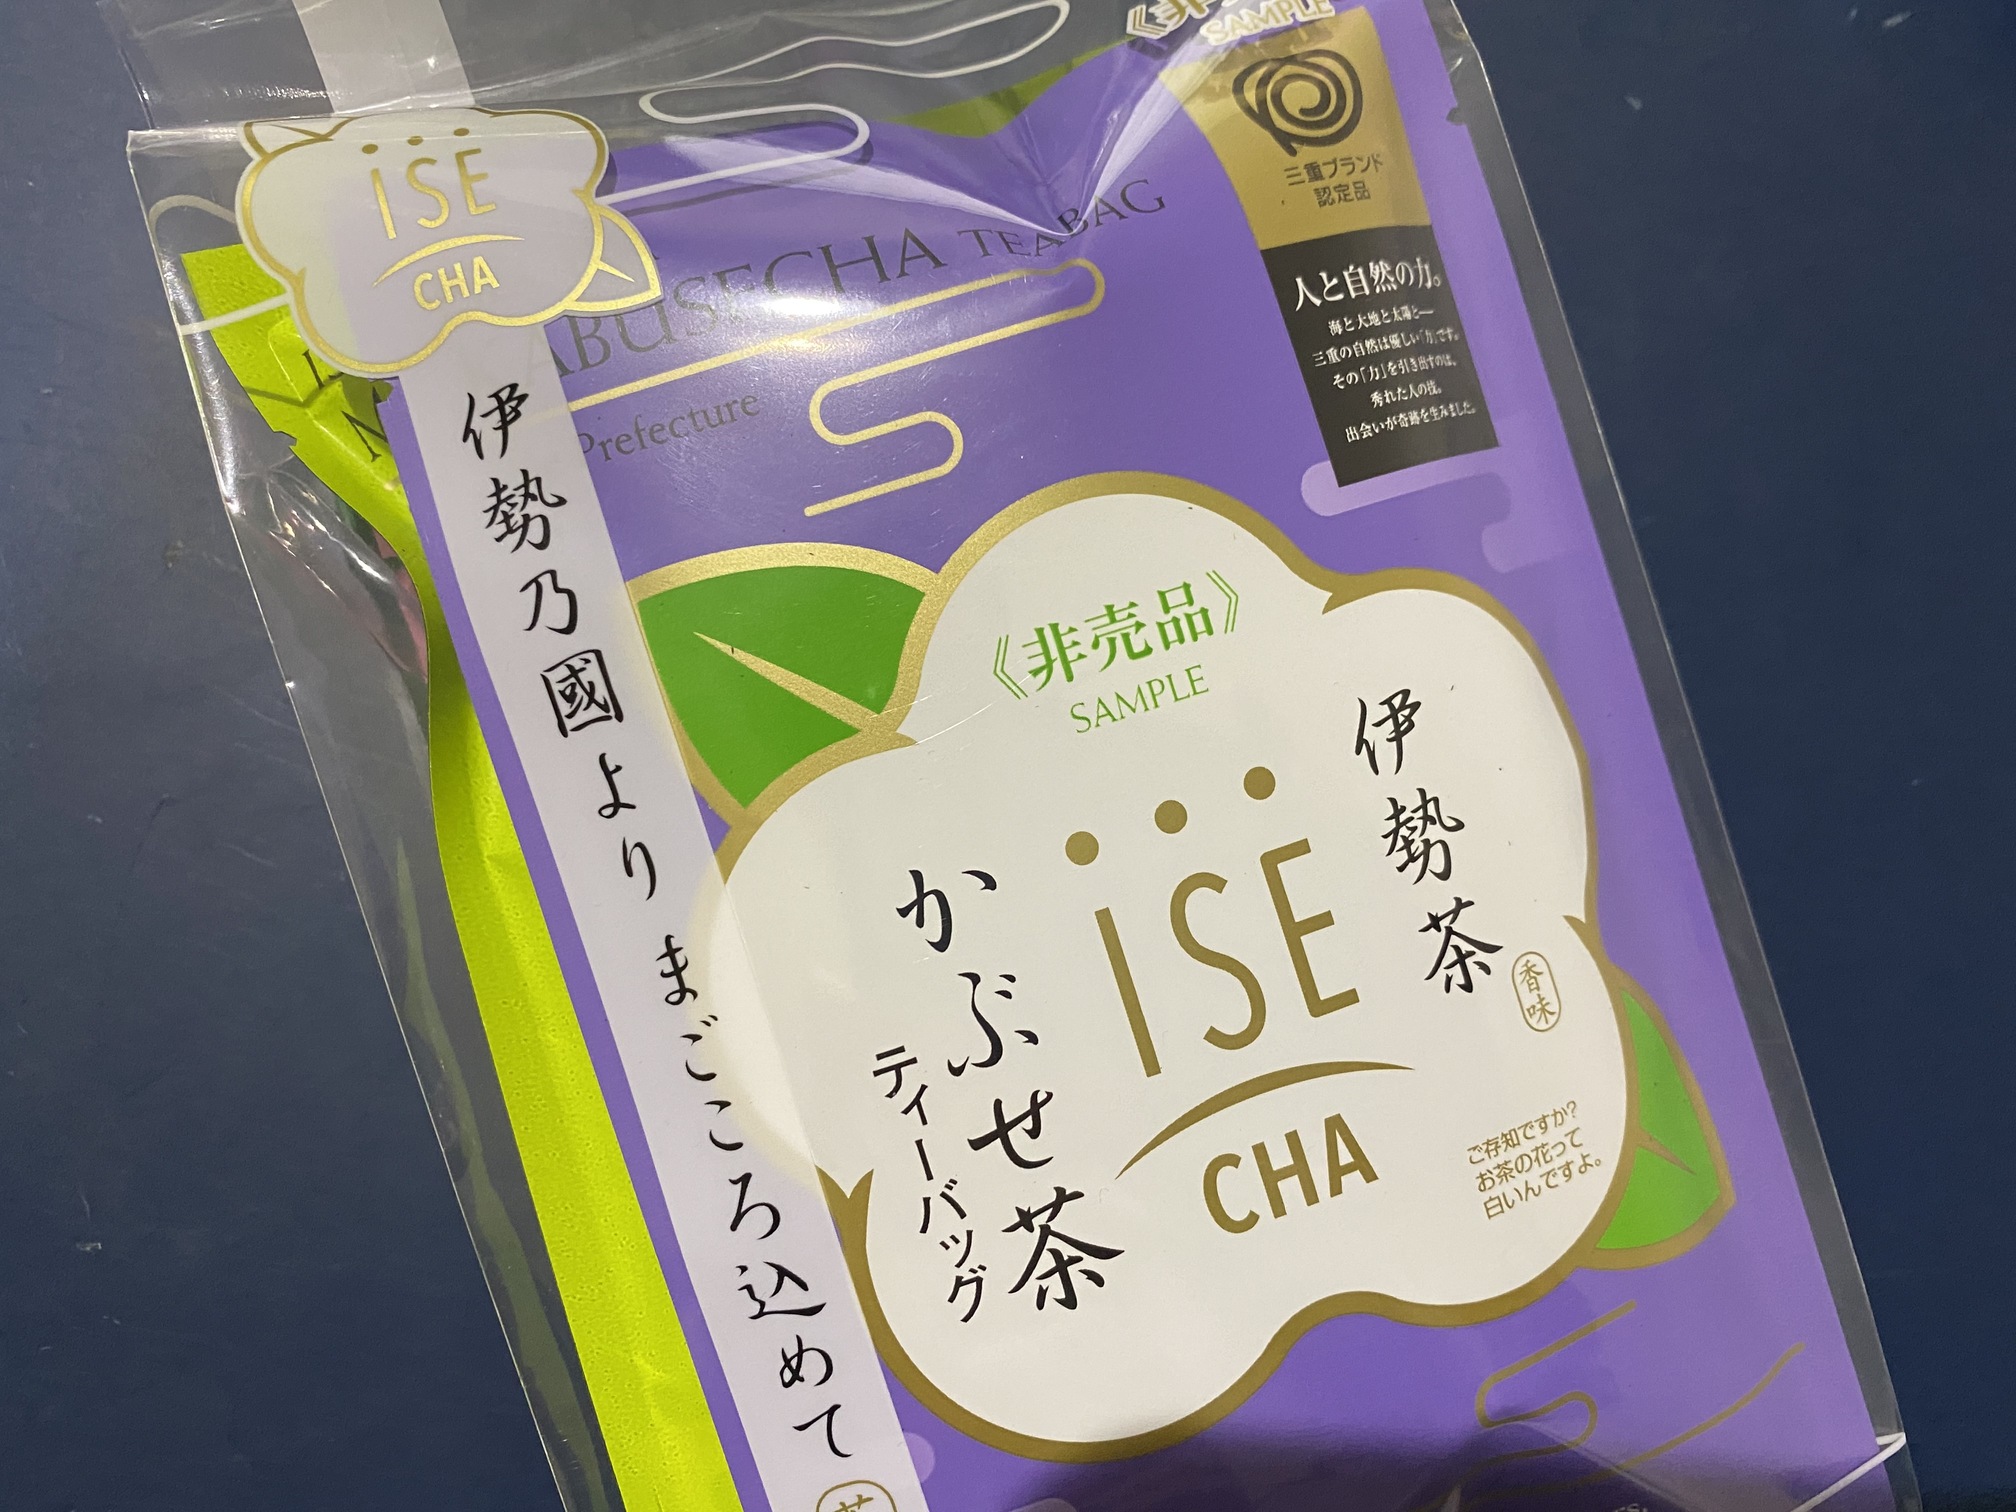 SAMPLE
三重ブランド
認定品
人と自然の力。
海と大地と太陽と―
三重の自然は優しい「力」です。
その「力」を引き出すのは、
秀れた人の技。
出会いが奇跡を生みました。
ISE
CHA
ABUSECHA TEABAG
Prefecture
伊勢乃國より まごころ込めて
《非売品》
SAMPLE
伊勢茶
香味
ISE
CHA
かぶせ茶
ティーバッグ
ご存知ですか?
お茶の花って
白いんですよ。